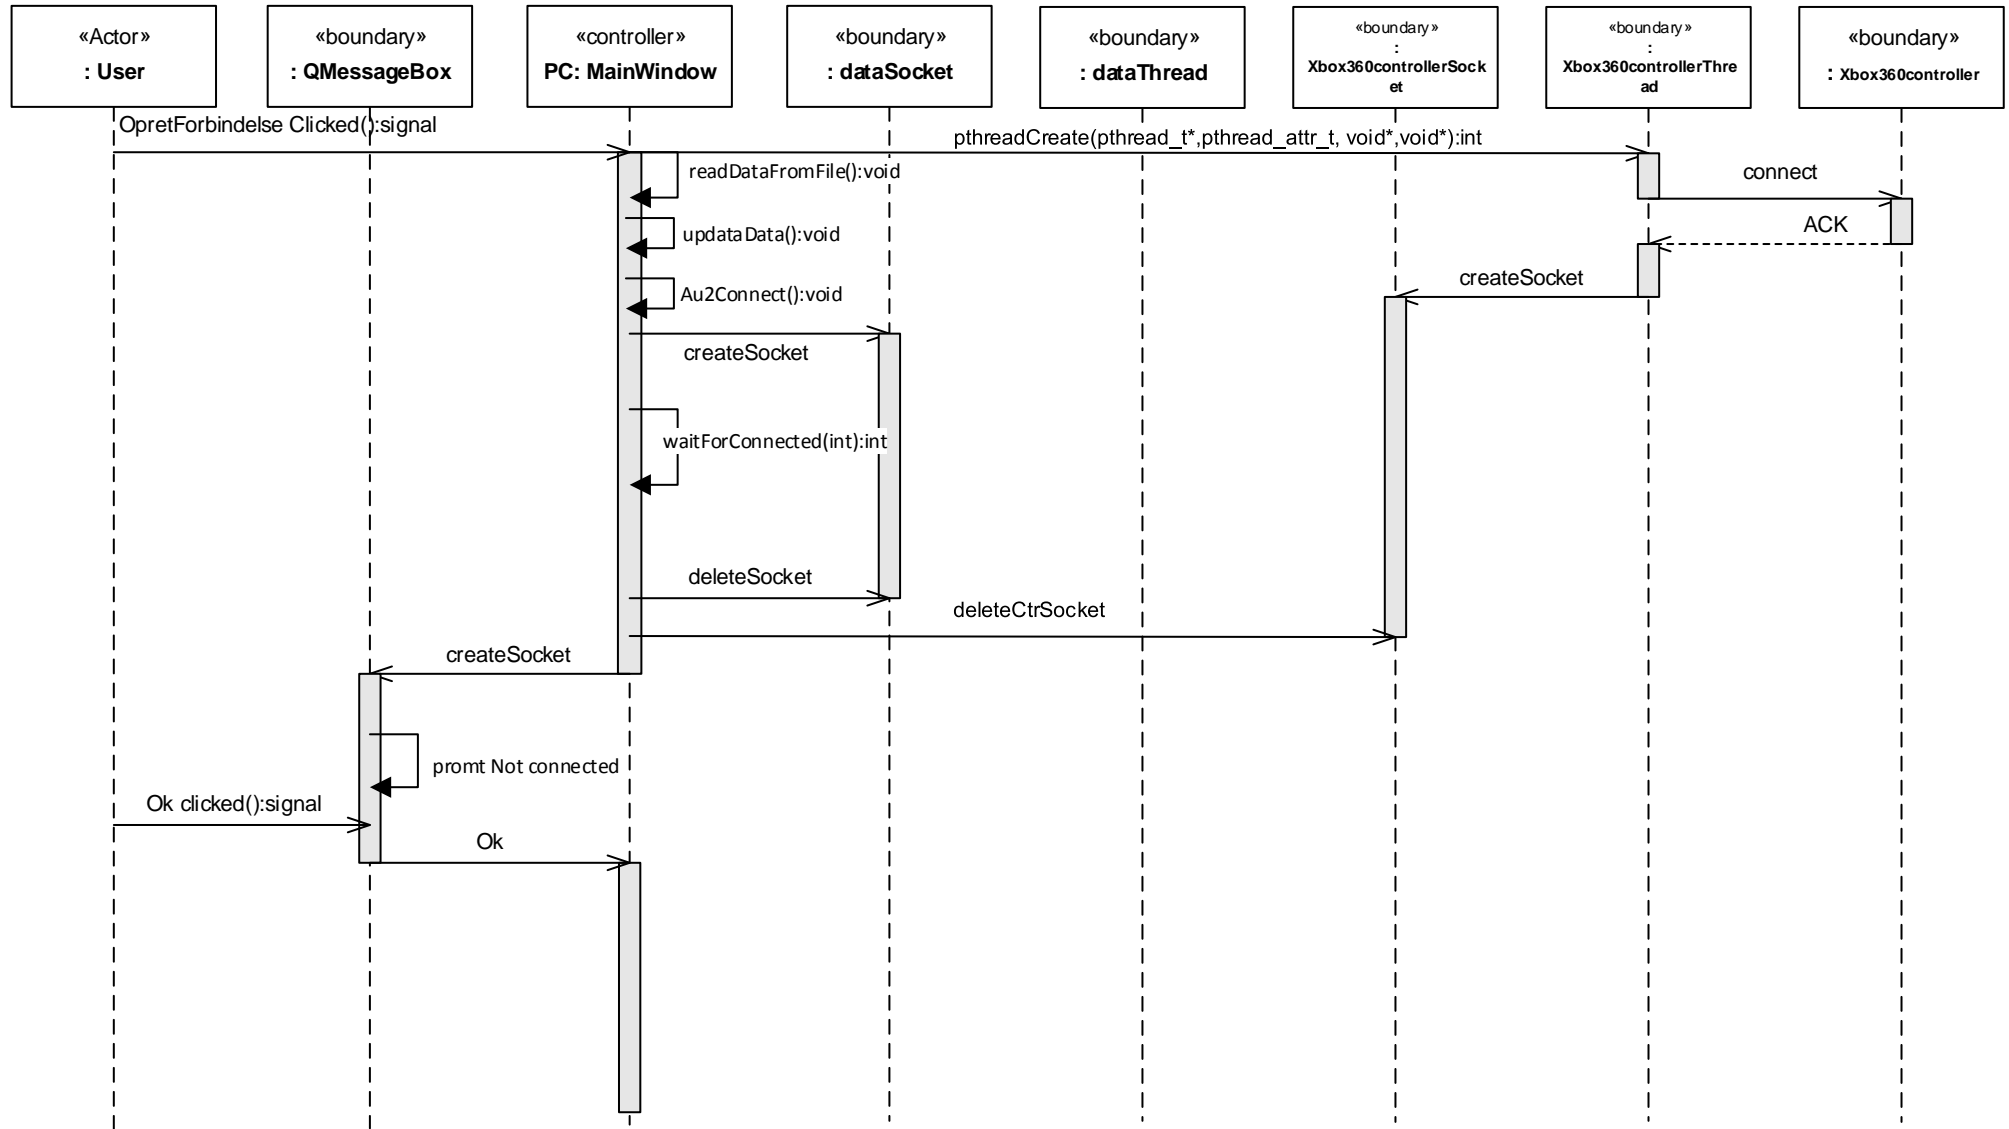 «Actor»
: User
«boundary»
: QMessageBox
«controller»
PC: MainWindow
«boundary»
: dataSocket
«boundary»
: dataThread
«boundary»
:
Xbox360controllerSock
et
«boundary»
:
Xbox360controllerThre
ad
«boundary»
: Xbox360controller
OpretForbindelse Clicked():signal
pthreadCreate(pthread_t*,pthread_attr_t, void*,void*):int
readDataFromFile():void
connect
updataData():void
ACK
createSocket
Au2Connect():void
createSocket
waitForConnected(int):int
deleteSocket
deleteCtrSocket
createSocket
promt Not connected
Ok clicked():signal
Ok